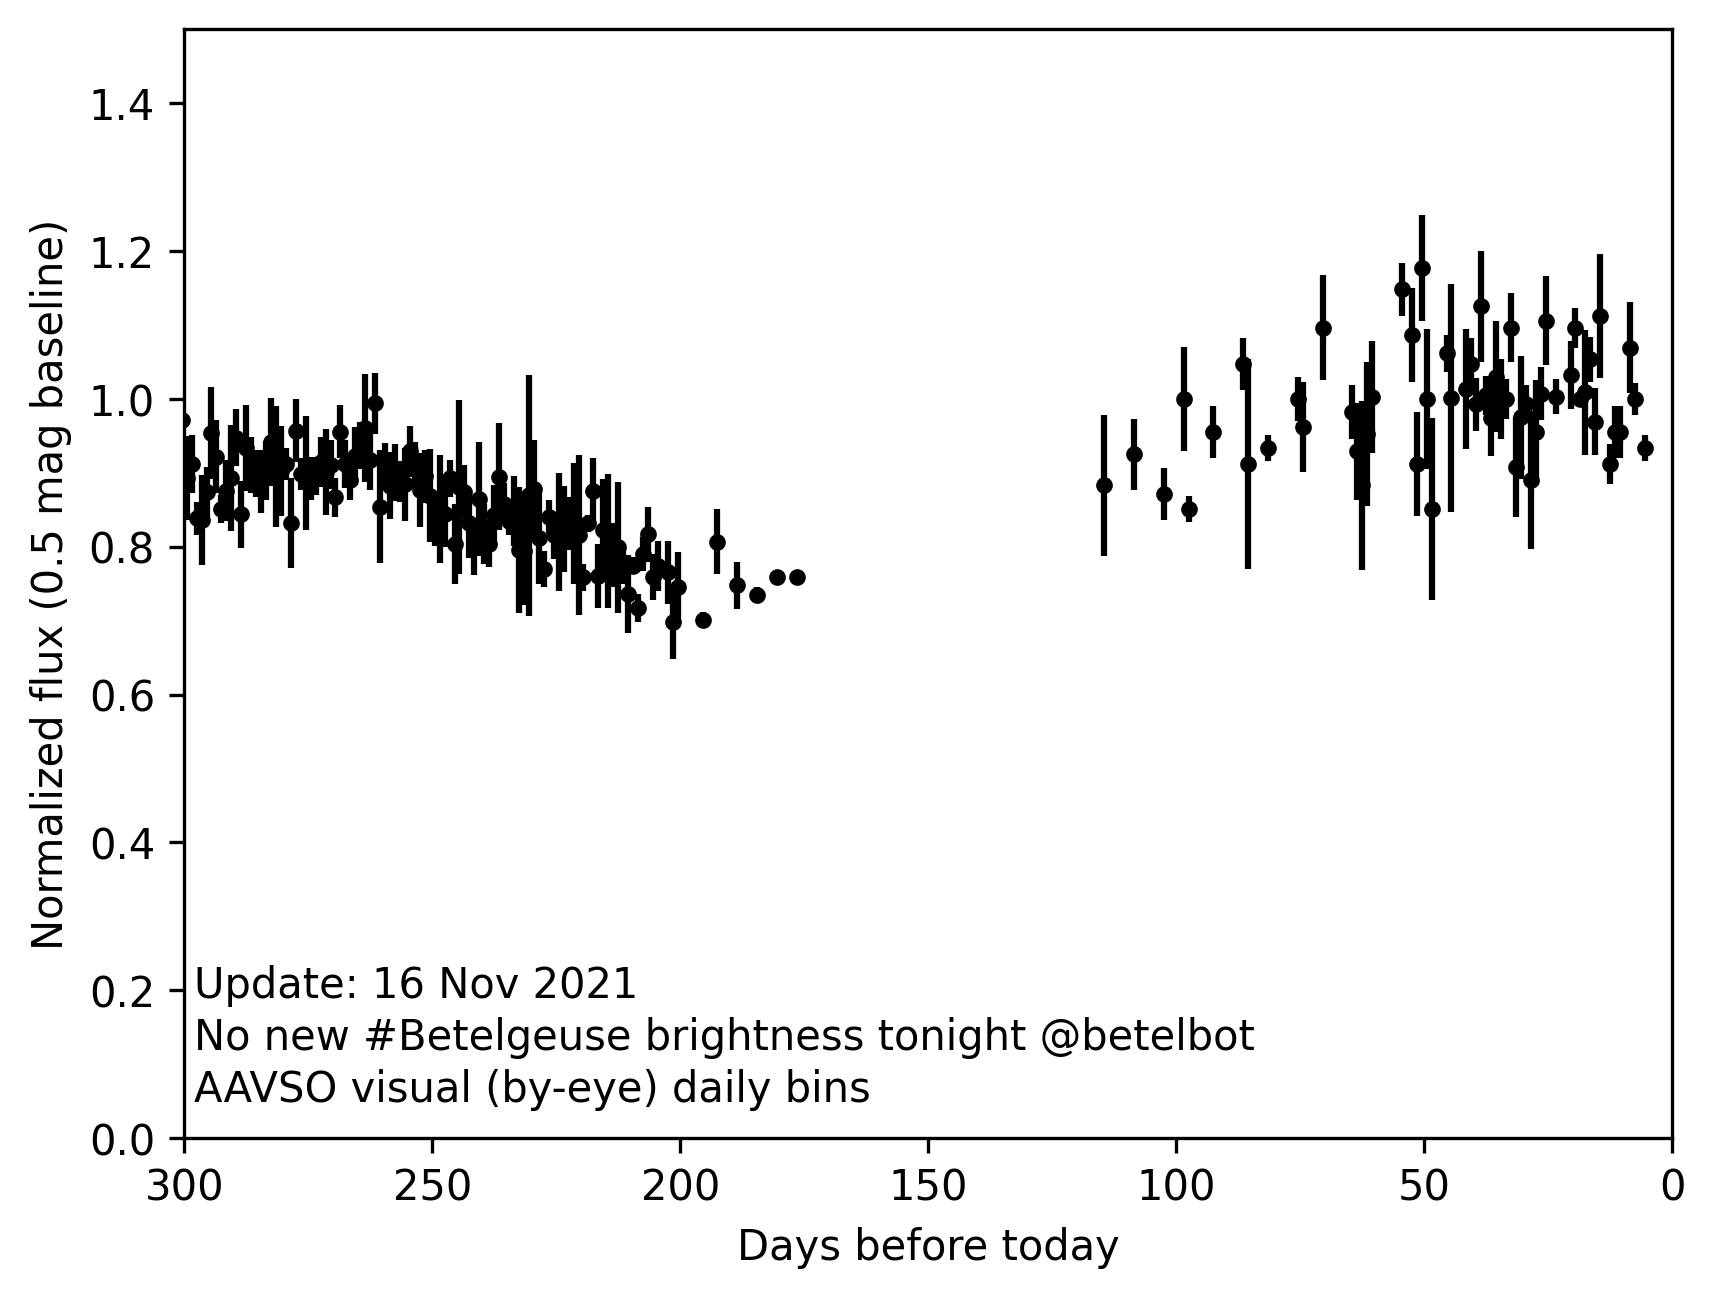 Normalized flux (0.5 mag baseline)
1.4
1.2
1.0
0.8
0.6
0.4
0.2
0.0
Update: 16 Nov 2021
No new #Betelgeuse brightness tonight @betelbot
AAVSO visual (by-eye) daily bins
300 250 200 150 100 50 0
Days before today